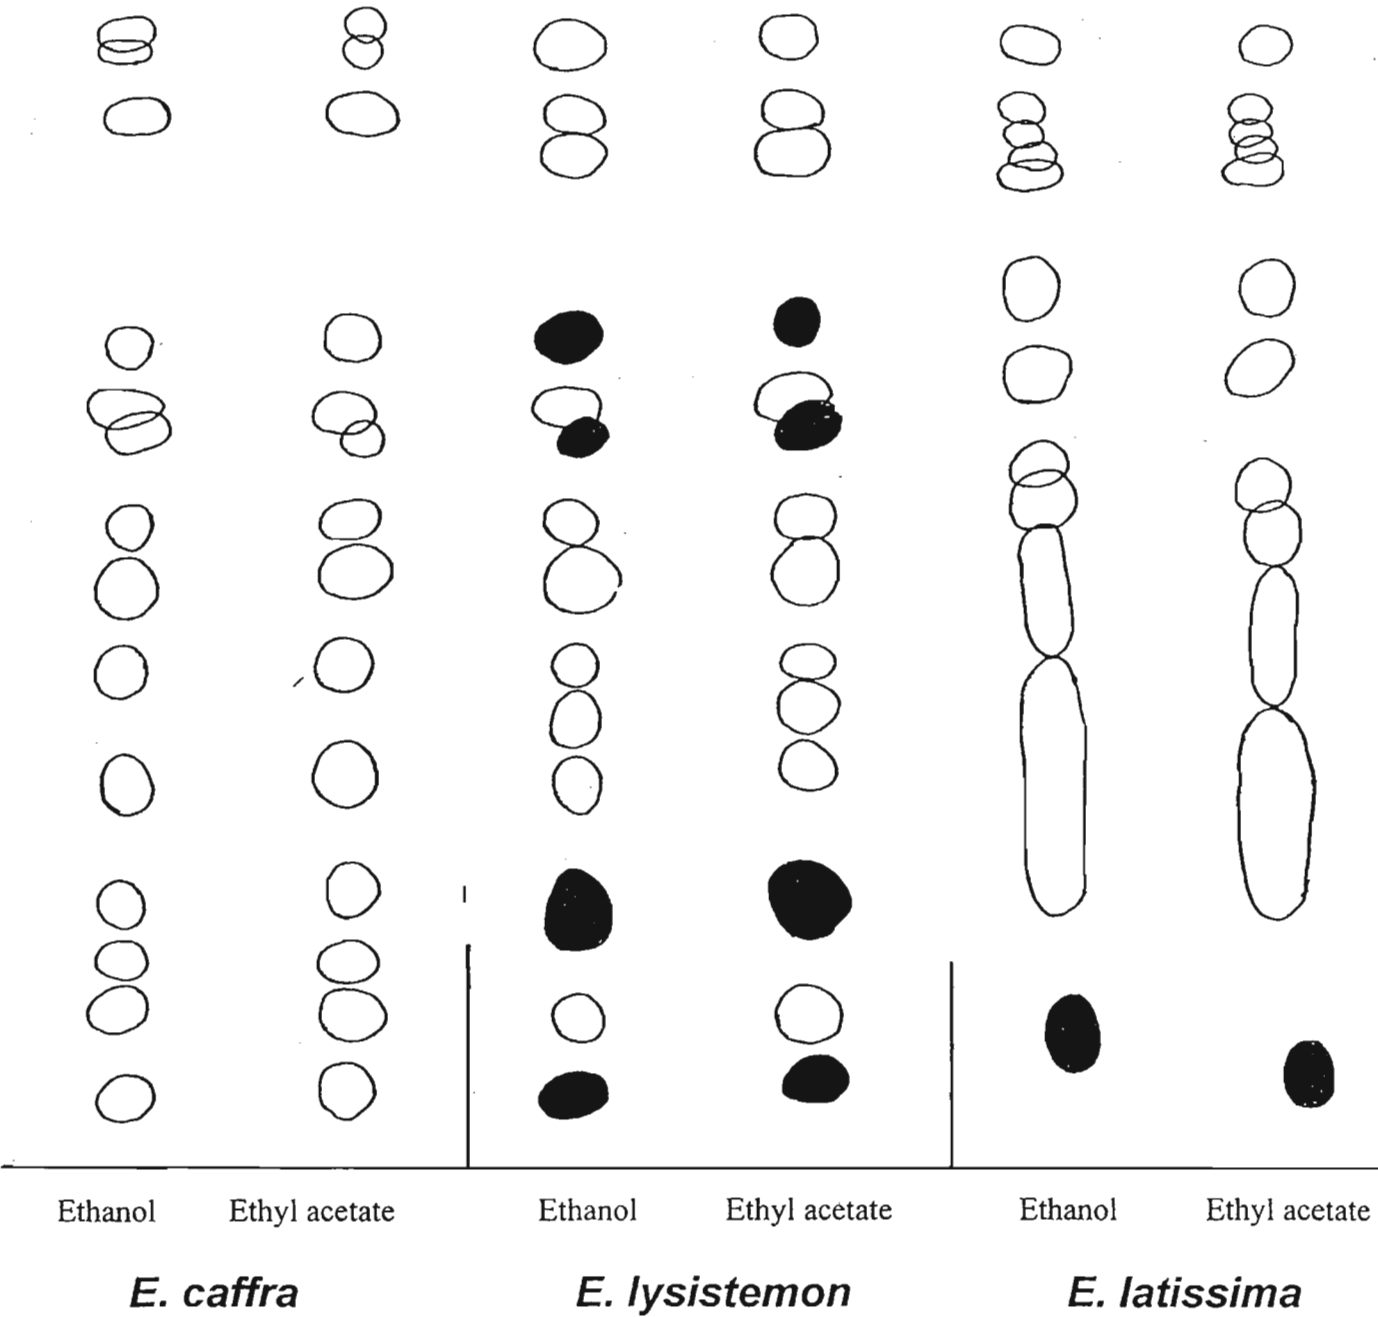 Ethanol Ethyl acetate Ethanol Ethyl acetate Ethanol Ethyl acetate
E. caffra E. lysistemon E. latissima